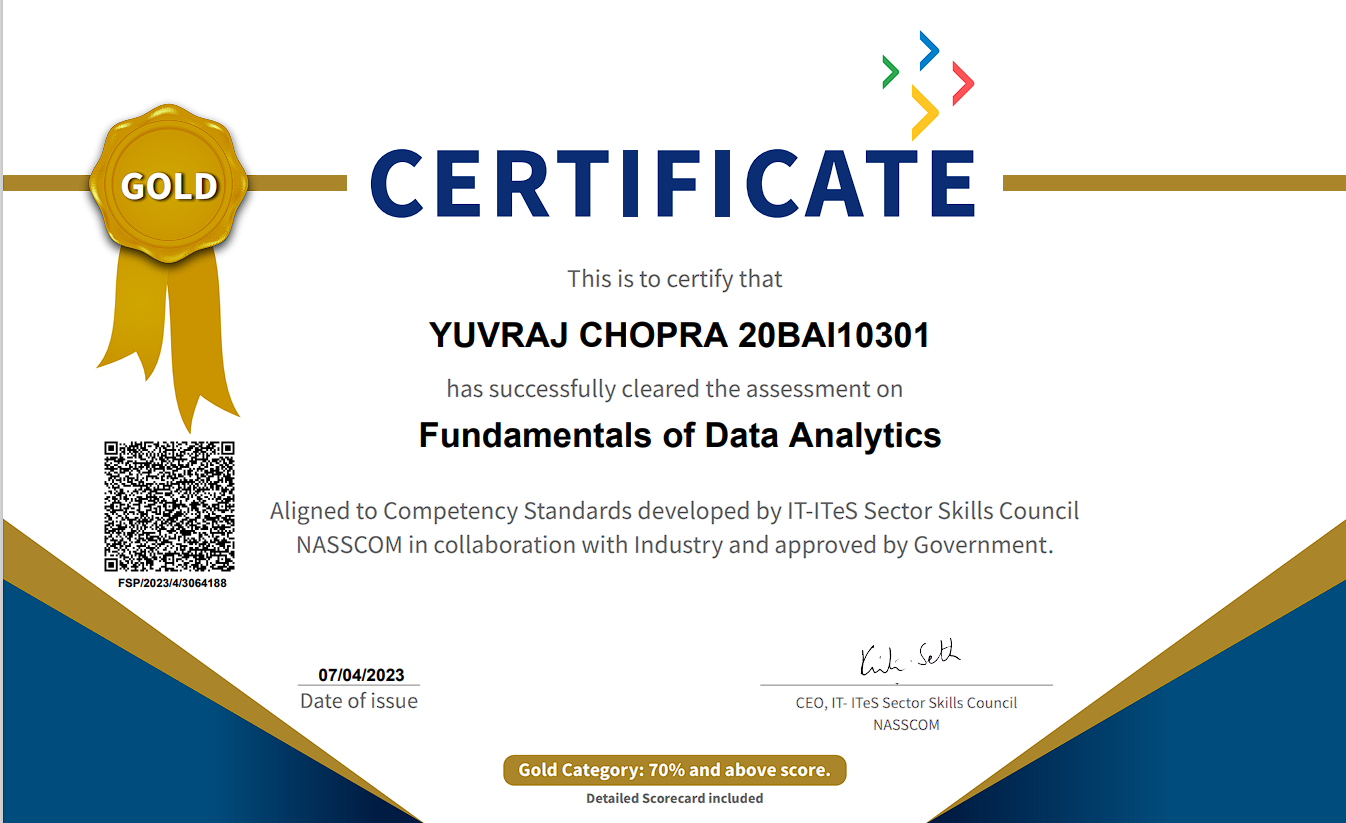 GOLD
CERTIFICATE
This is to certify that
YUVRAJ CHOPRA 20BAI10301
has successfully cleared the assessment on
Fundamentals of Data Analytics
Aligned to Competency Standards developed by IT-ITeS Sector Skills Council
NASSCOM in collaboration with Industry and approved by Government.
FSP/2023/4/3064188
07/04/2023
Date of issue
CEO, IT- ITeS Sector Skills Council
NASSCOM
Gold Category: 70% and above score.
Detailed Scorecard included